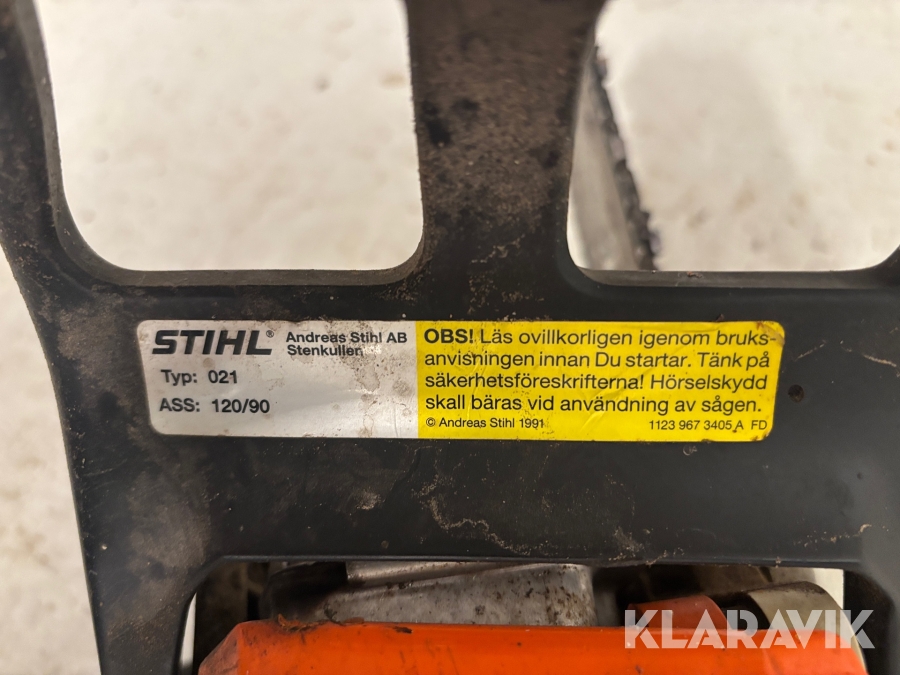 STIHL®
Andreas Stihl AB
Stenkullen
Typ: 021
ASS: 120/90
OBS! Läs ovillkorligen igenom bruks-
anvisningen innan Du startar. Tänk på
säkerhetsföreskrifterna! Hörselskydd
skall bäras vid användning av sågen.
© Andreas Stihl 1991
1123 967 3405 A FD
KLARAVIK